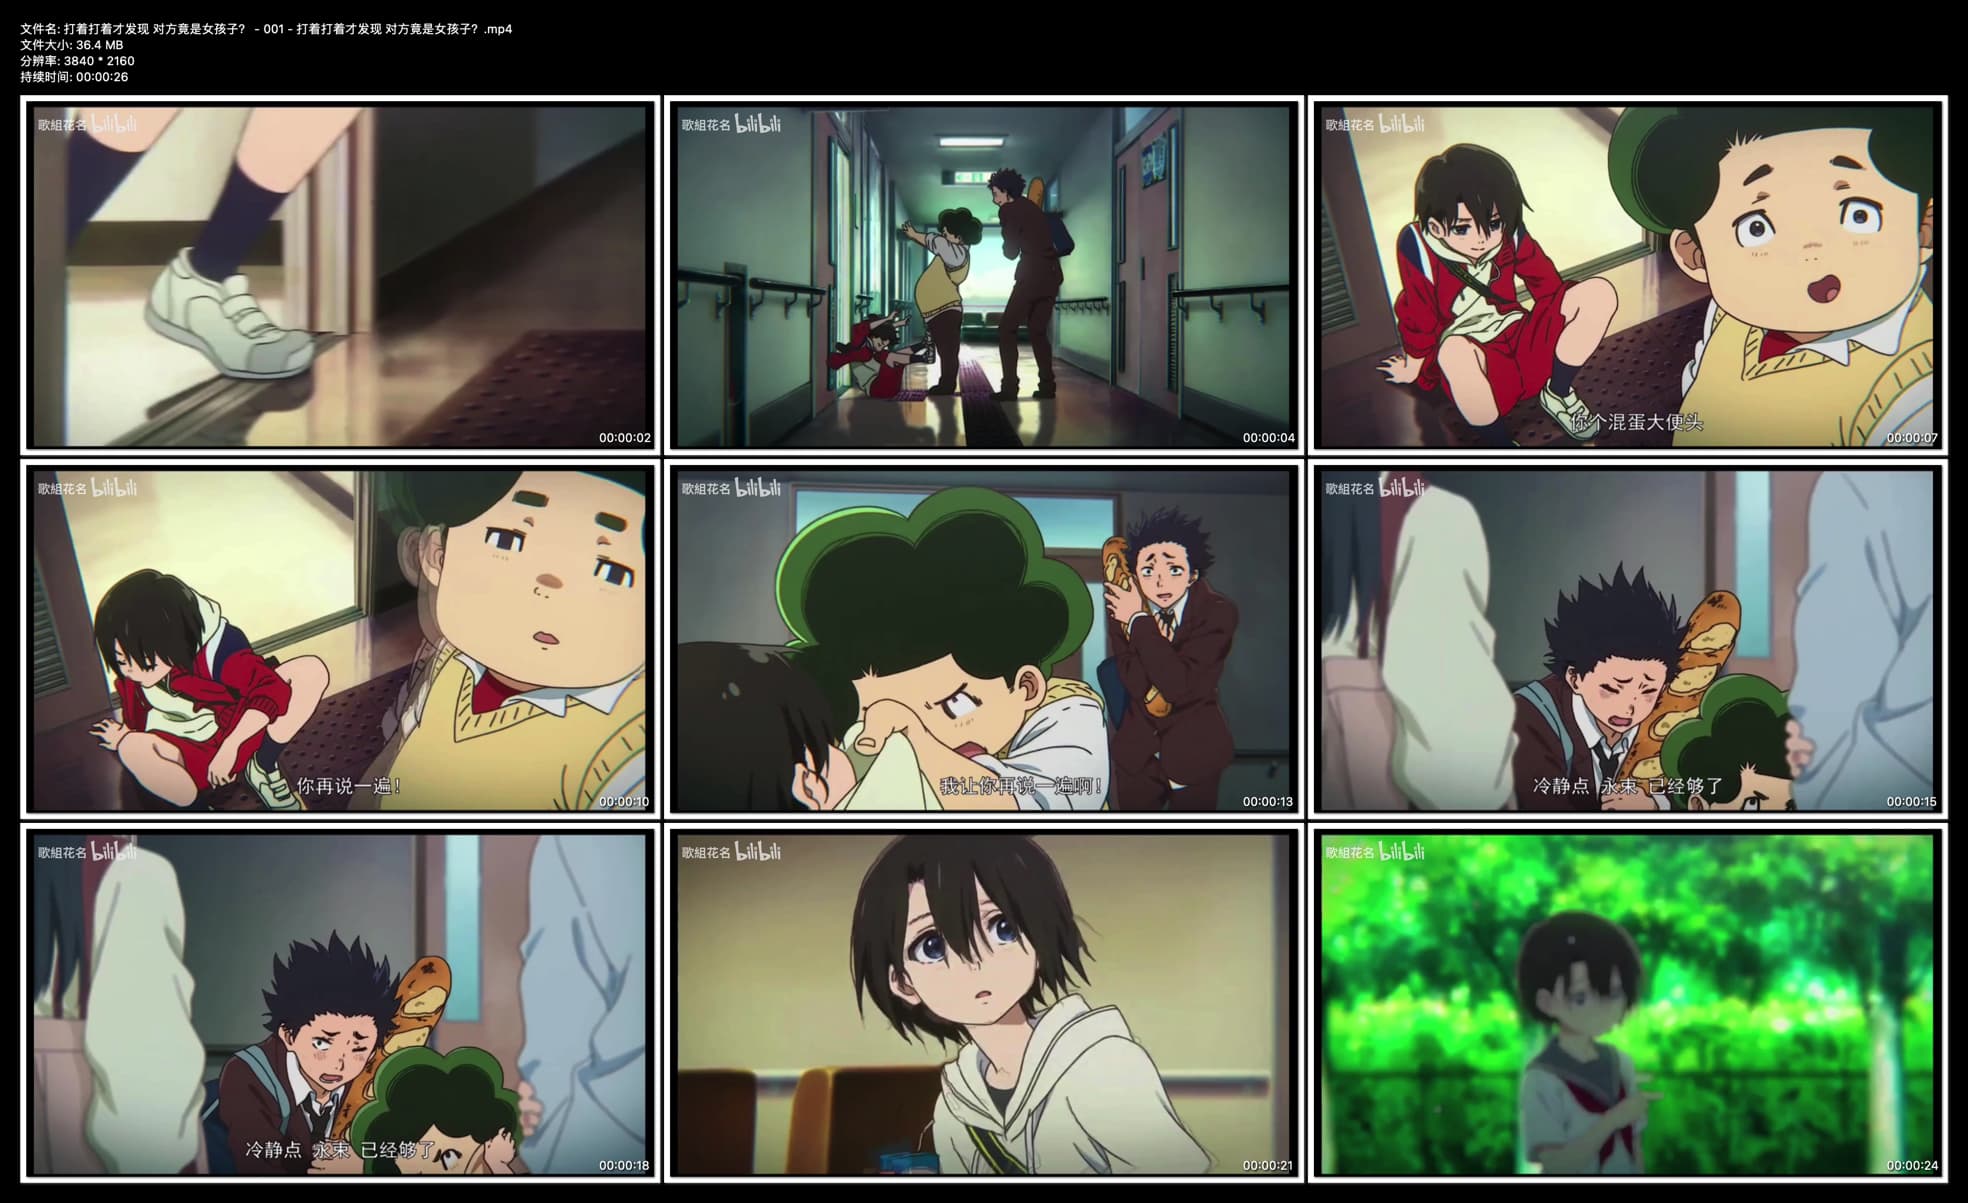 文件名: 打着打着才发现 对方竟是女孩子？ - 001 - 打着打着才发现 对方竟是女孩子？.mp4
文件大小: 36.4 MB
分辨率: 3840 * 2160
持续时间: 00:00:26
歌組花名 bilibili
00:00:02
歌組花名 bilibili
00:00:04
歌組花名 bilibili
你个混蛋大便头
00:00:07
歌組花名 bilibili
你再说一遍！
00:00:10
歌組花名 bilibili
我让你再说一遍啊！
00:00:13
歌組花名 bilibili
冷静点 永束 已经够了
00:00:15
歌組花名 bilibili
冷静点 永束 已经够了
00:00:18
歌組花名 bilibili
00:00:21
歌組花名 bilibili
00:00:24